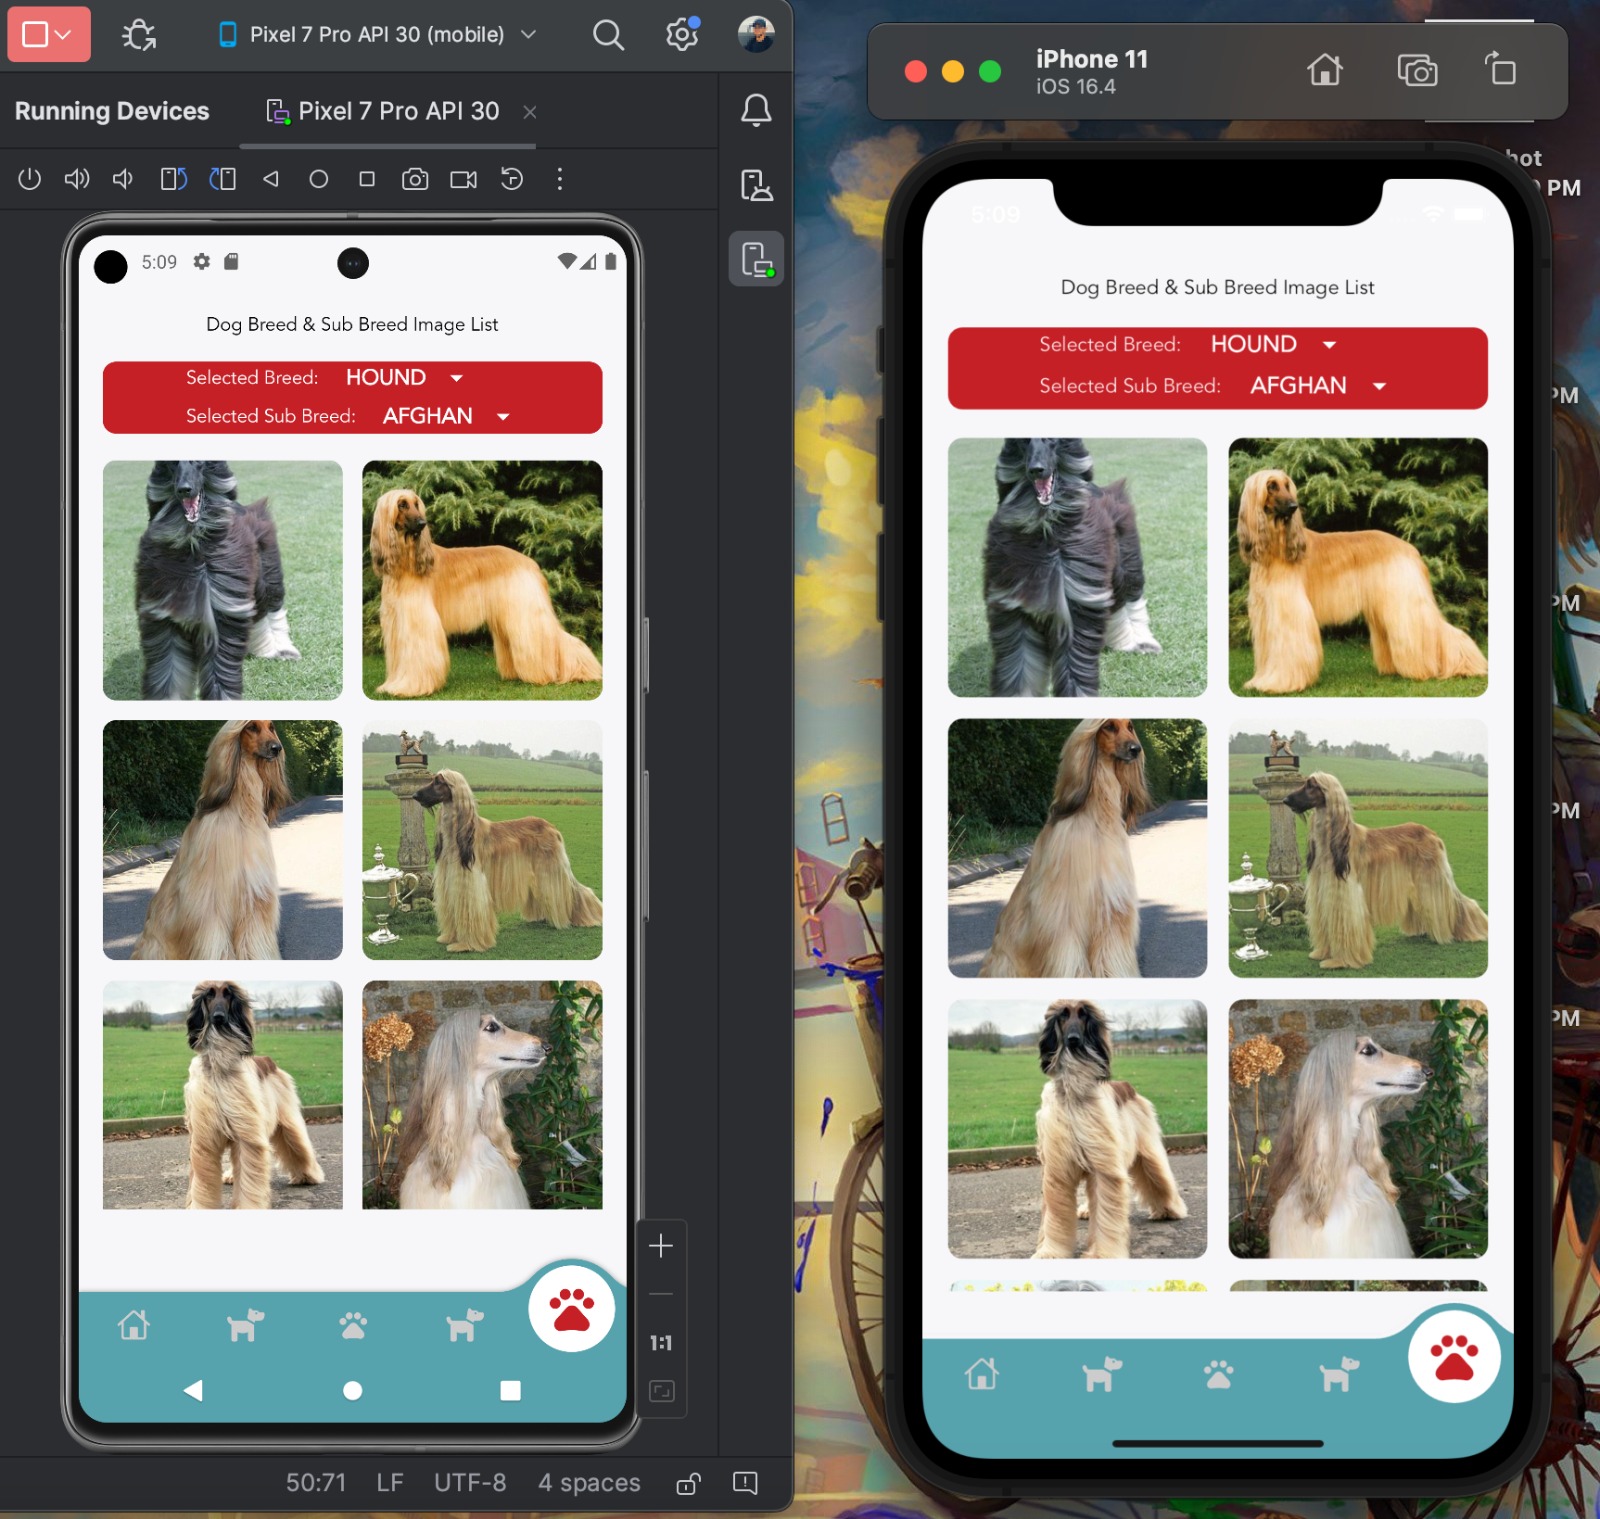 Pixel 7 Pro API 30 (mobile)
Running Devices
Pixel 7 Pro API 30
5:09
Dog Breed & Sub Breed Image List
Selected Breed: HOUND
Selected Sub Breed: AFGHAN
1:1
50:71 LF UTF-8 4 spaces
iPhone 11
iOS 16.4
PM
5:09
Dog Breed & Sub Breed Image List
Selected Breed: HOUND
Selected Sub Breed: AFGHAN
PM
PM
PM
PM